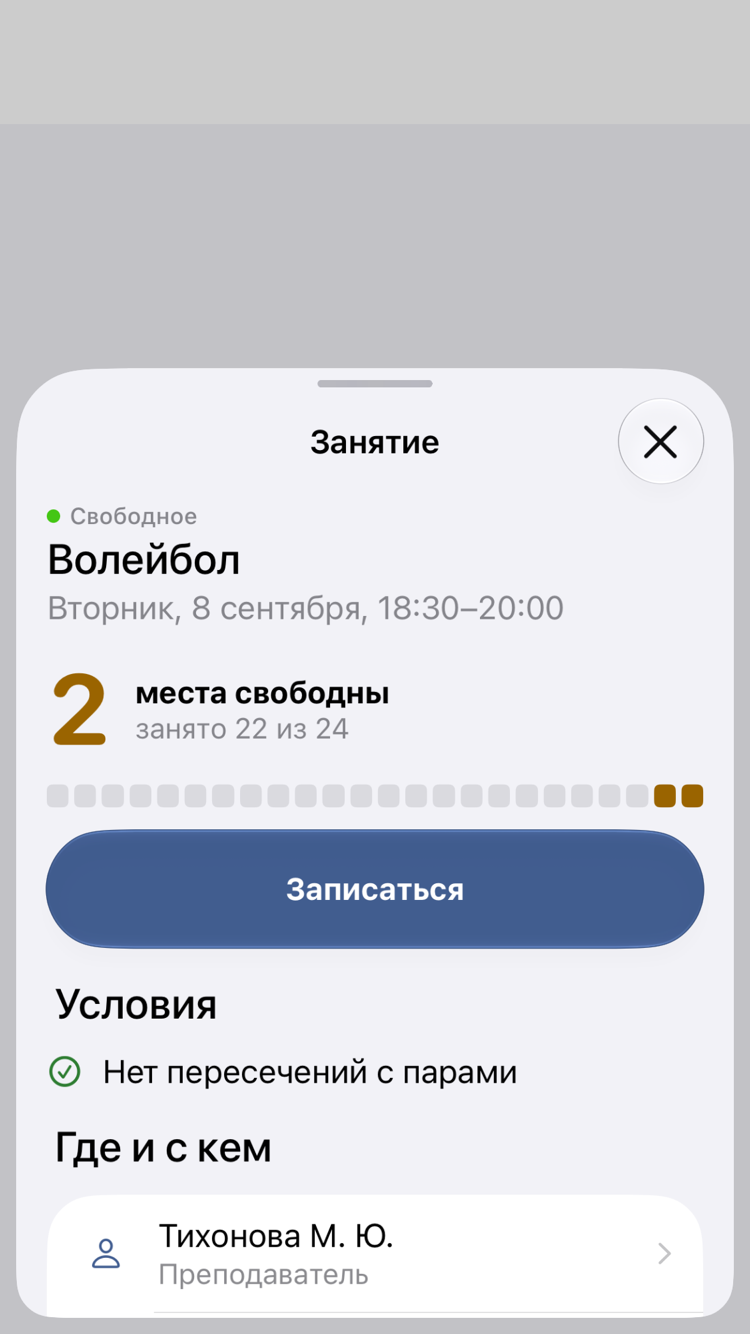 Занятие
Свободное
Волейбол
Вторник, 8 сентября, 18:30–20:00
2
места свободны
занято 22 из 24
Записаться
Условия
Нет пересечений с парами
Где и с кем
Тихонова М. Ю.
Преподаватель